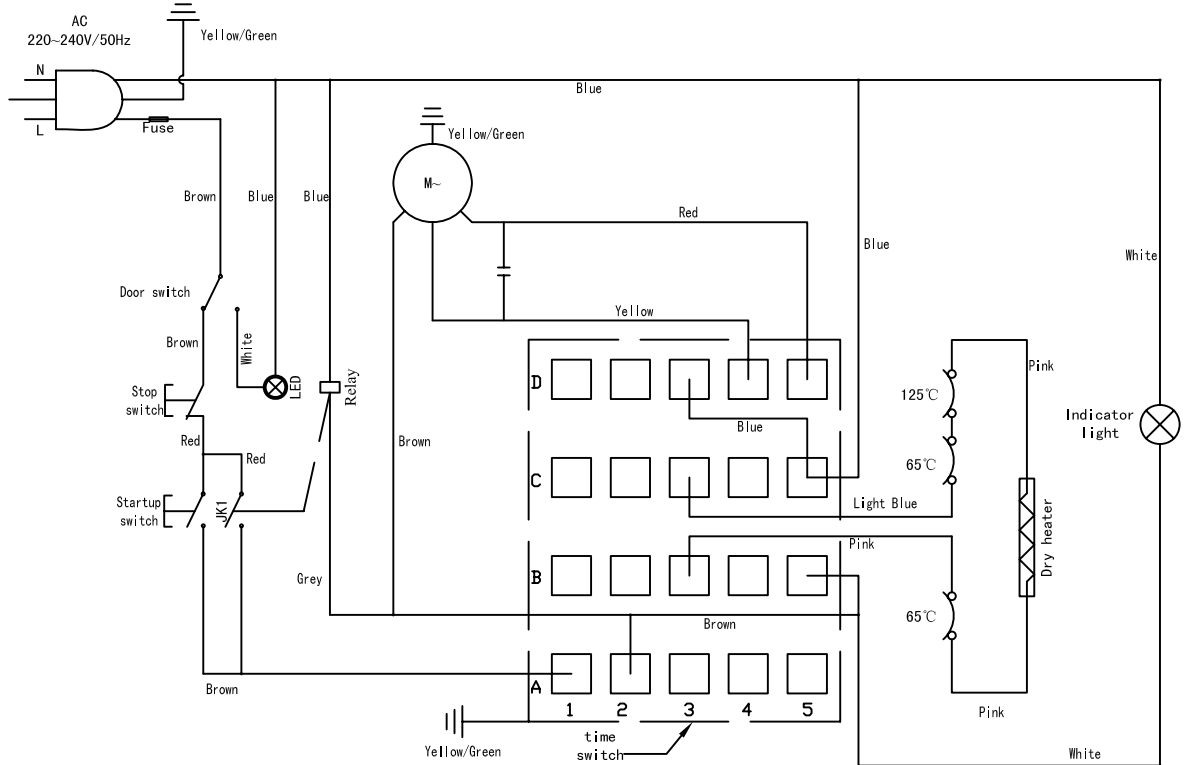 AC
220~240V/50Hz
Yellow/Green
N
L
Fuse
Blue
Yellow/Green
M~
Brown
Blue
Blue
Red
Blue
White
Door switch
Yellow
Brown
White
LED
Relay
Stop
switch
D
125℃
Pink
Indicator
light
Blue
Brown
Red
Red
65℃
C
Startup
switch
JK1
Light Blue
Pink
Dry heater
Grey
B
65℃
Brown
Brown
A
1 2 3 4 5
Pink
Yellow/Green
time
switch
White